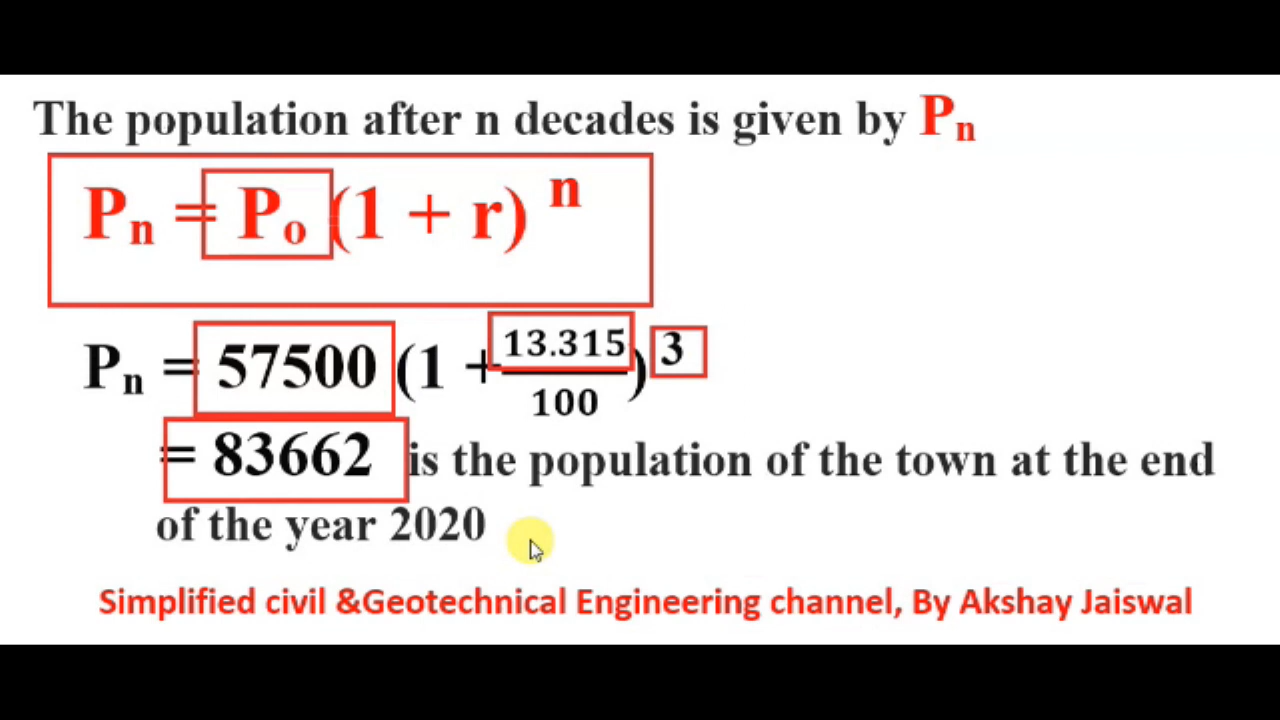 The population after n decades is given by Pₙ
Pₙ = Pₒ (1 + r) ⁿ
Pₙ = 57500 (1 + 13.315/100)³
= 83662 is the population of the town at the end
of the year 2020
Simplified civil &Geotechnical Engineering channel, By Akshay Jaiswal